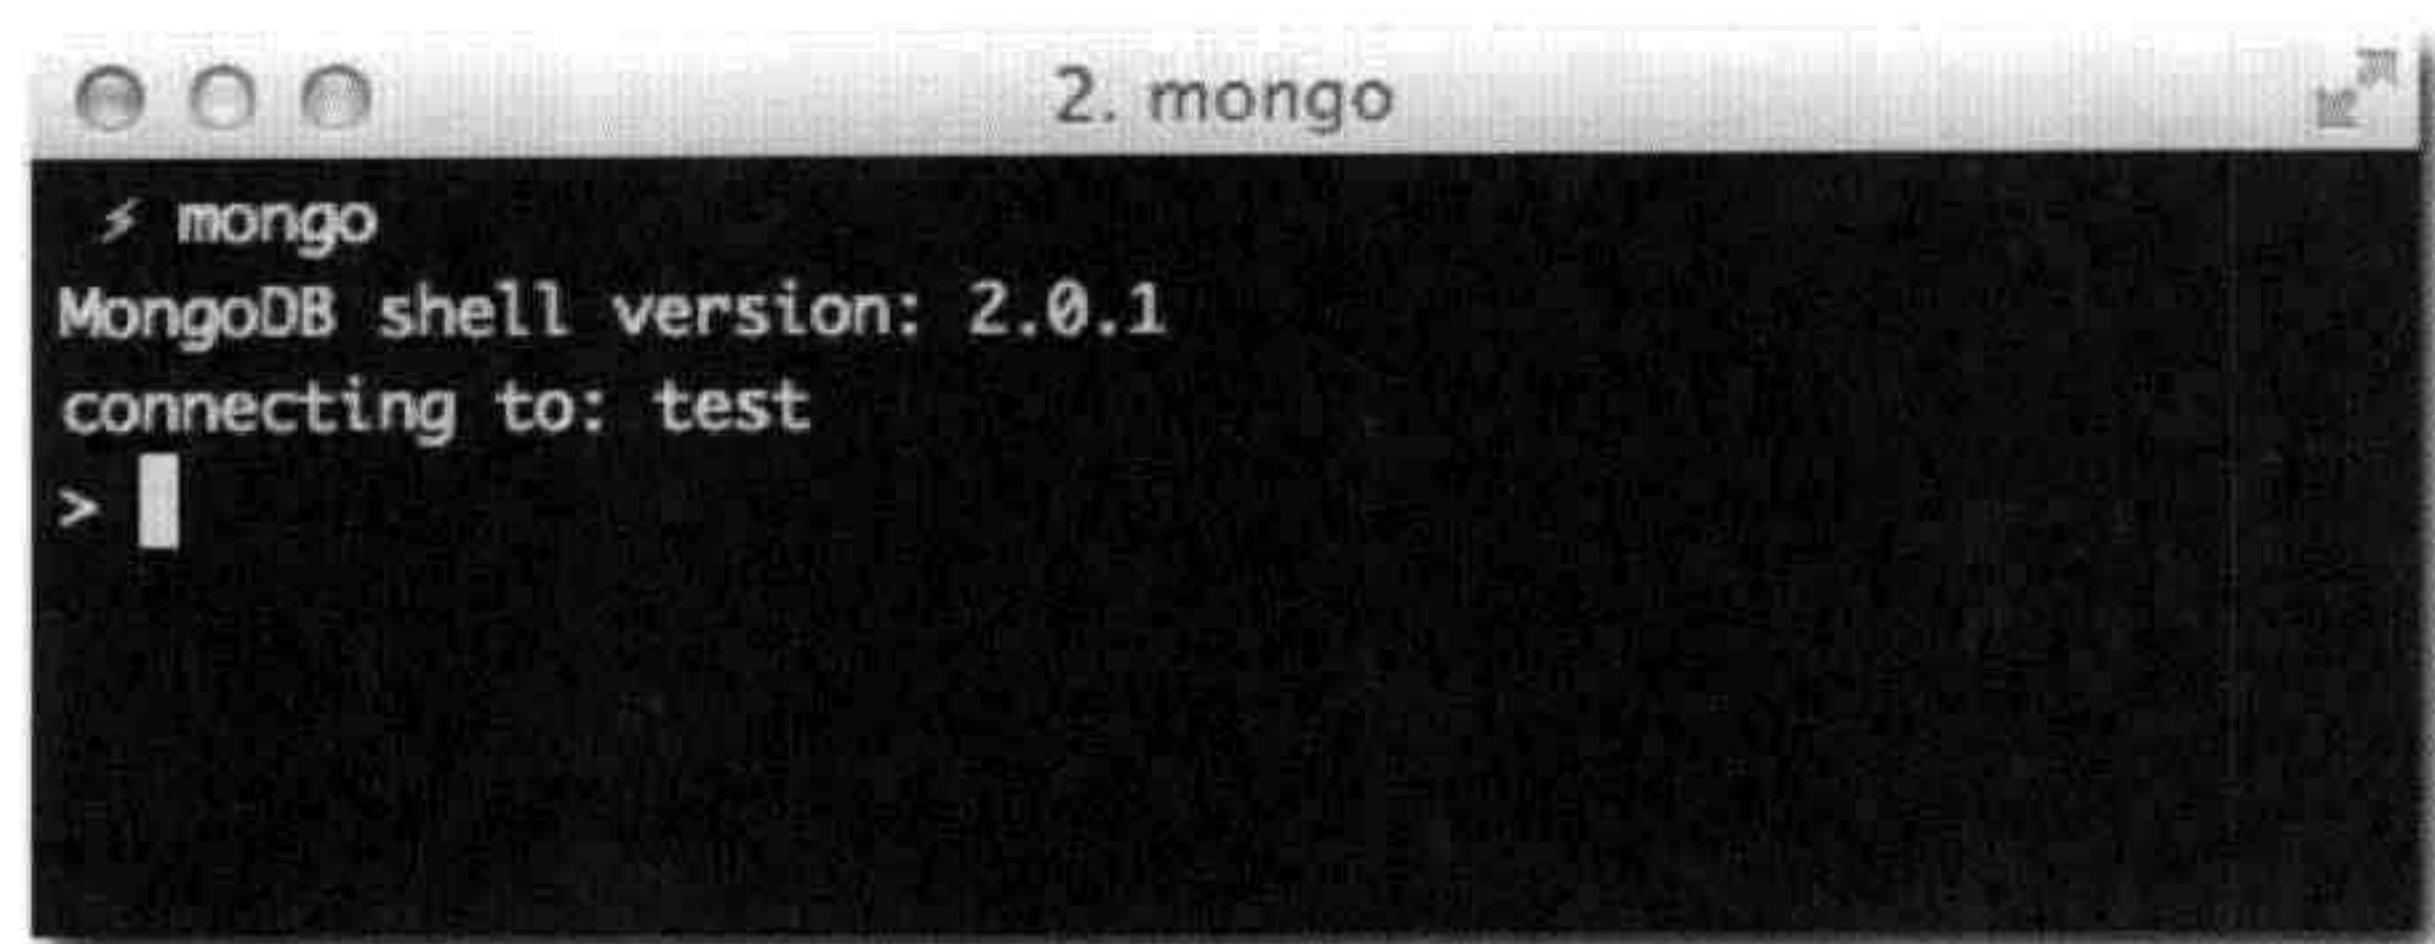 2. mongo
⚡ mongo
MongoDB shell version: 2.0.1
connecting to: test
>